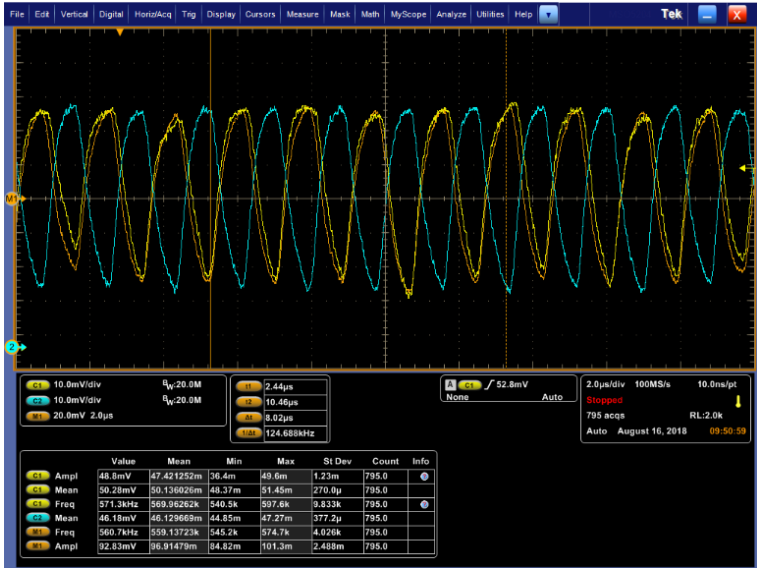 File Edit Vertical Digital Horiz/Acq Trig Display Cursors Measure Mask Math MyScope Analyze Utilities Help Tek X
M1
2
C1 10.0mV/div BW:20.0M
C2 10.0mV/div BW:20.0M
M1 20.0mV 2.0µs
t1 2.44µs
t2 10.46µs
Δt 8.02µs
1/Δt 124.688kHz
A C1 52.8mV
None Auto
2.0µs/div 100MS/s 10.0ns/pt
Stopped
795 acqs RL:2.0k
Auto August 16, 2018 09:50:59
Value Mean Min Max St Dev Count Info
C1 Ampl 48.8mV 47.421252m 36.4m 49.6m 1.23m 795.0
C1 Mean 50.28mV 50.136026m 48.37m 51.45m 270.0µ 795.0
C1 Freq 571.3kHz 569.96262k 540.5k 597.6k 9.833k 795.0
C2 Mean 46.18mV 46.129669m 44.85m 47.27m 377.2µ 795.0
M1 Freq 560.7kHz 559.13723k 545.2k 574.7k 4.026k 795.0
M1 Ampl 92.83mV 96.91479m 84.82m 101.3m 2.488m 795.0